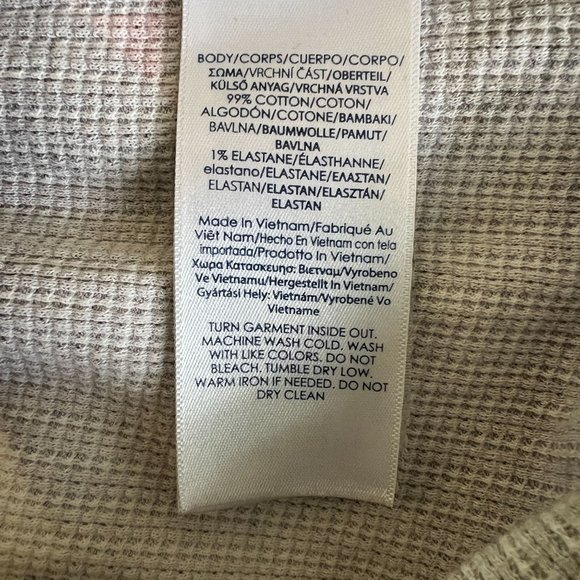 BODY/CORPS/CUERPO/CORPO/
ΣΩΜΑ/VRCHNÍ ČÁST/OBERTEIL/
KÜLSŐ ANYAG/VRCHNÁ VRSTVA
99% COTTON/COTON/
ALGODÓN/COTONE/BAMBAKI/
BAVLNA/BAUMWOLLE/PAMUT/
BAVLNA
1% ELASTANE/ÉLASTHANNE/
elastano/ELASTANE/ΕΛΑΣΤΑΝ/
ELASTAN/ELASTAN/ELASZTÁN/
ELASTAN
Made In Vietnam/Fabriqué Au
Viêt Nam/Hecho En Vietnam con tela
importada/Prodotto In Vietnam/
Χωρα Κατασκευησ: Βιετναμ/Vyrobeno
Ve Vietnamu/Hergestellt In Vietnam/
Gyártási Hely: Vietnám/Vyrobené Vo
Vietname
TURN GARMENT INSIDE OUT.
MACHINE WASH COLD. WASH
WITH LIKE COLORS. DO NOT
BLEACH. TUMBLE DRY LOW.
WARM IRON IF NEEDED. DO NOT
DRY CLEAN